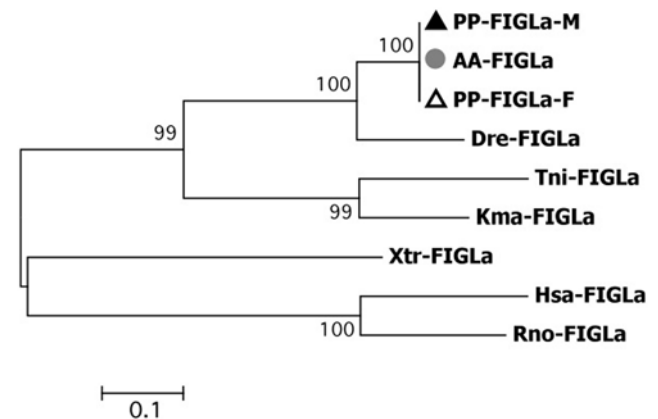 100
PP-FIGLa-M
AA-FIGLa
100
PP-FIGLa-F
99
Dre-FIGLa
Tni-FIGLa
99
Kma-FIGLa
Xtr-FIGLa
Hsa-FIGLa
100
Rno-FIGLa
0.1